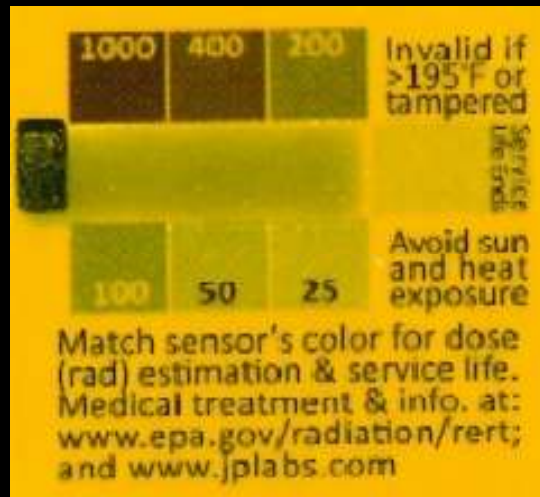 1000 400 200
Invalid if
>195°F or
tampered
Service
Life Ends
100 50 25
Avoid sun
and heat
exposure
Match sensor's color for dose
(rad) estimation & service life.
Medical treatment & info. at:
www.epa.gov/radiation/rert;
and www.jplabs.com